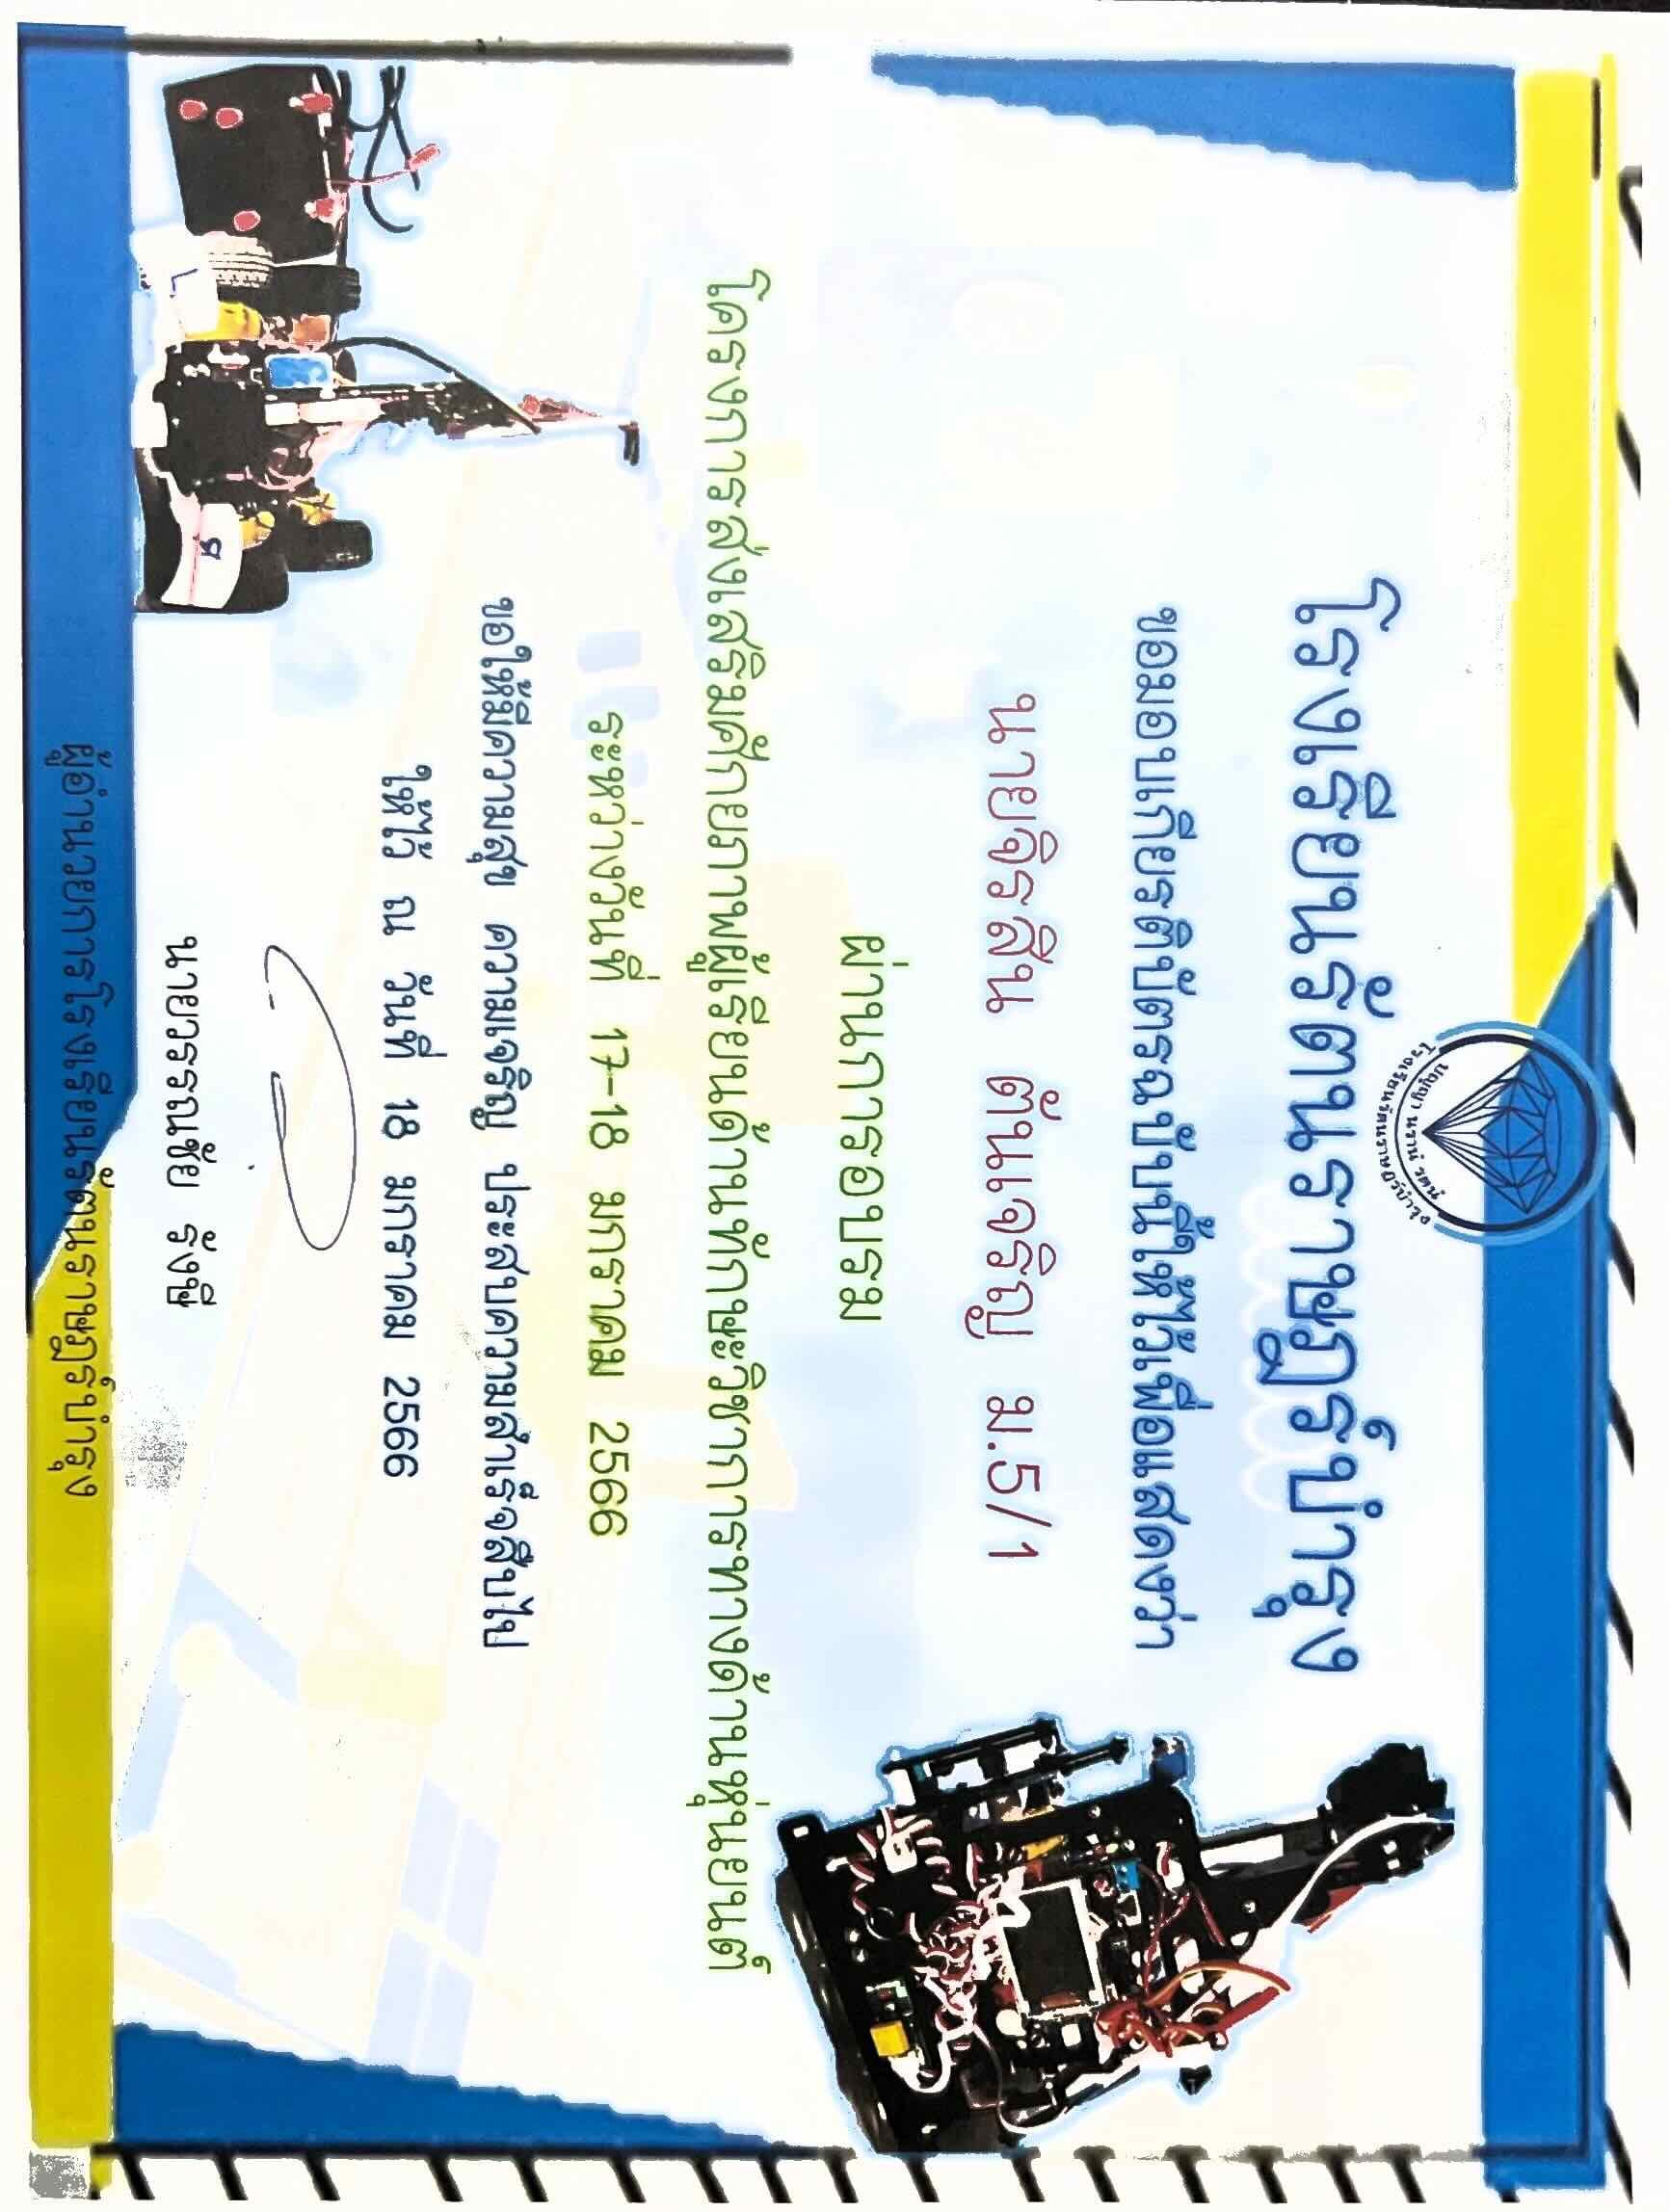 ปญญา นรานํ รตนํ
โรงเรียนรัตนราษฎร์บำรุง
โรงเรียนรัตนราษฎร์บำรุง
ขอมอบเกียรติบัตรฉบับนี้ให้ไว้เพื่อแสดงว่า
นายจิรสิน ตันเจริญ ม.5/1
ผ่านการอบรม
โครงการส่งเสริมศักยภาพผู้เรียนด้านทักษะวิชาการทางด้านหุ่นยนต์
ระหว่างวันที่ 17-18 มกราคม 2566
ขอให้มีความสุข ความเจริญ ประสบความสำเร็จสืบไป
ให้ไว้ ณ วันที่ 18 มกราคม 2566
นายวรรณชัย รังษี
ผู้อำนวยการโรงเรียนรัตนราษฎร์บำรุง